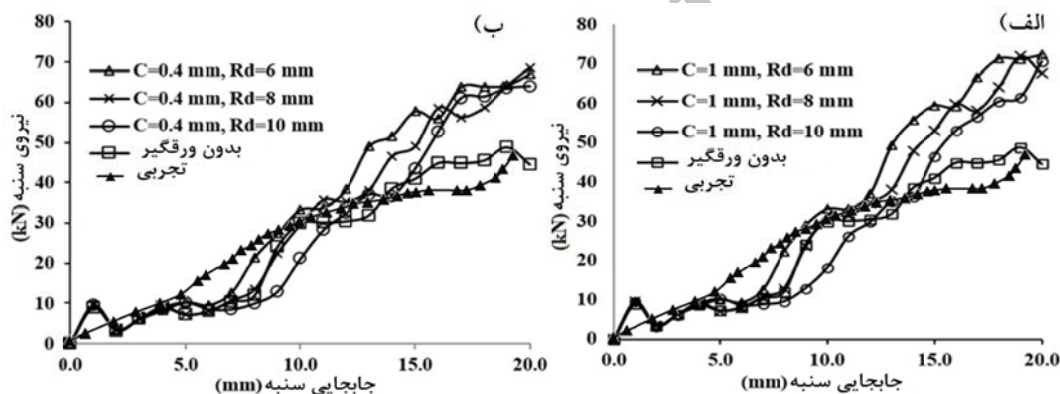 الف)
80
70
60
50
40
30
20
10
0
نیروی سنبه (kN)
C=1 mm, Rd=6 mm
C=1 mm, Rd=8 mm
C=1 mm, Rd=10 mm
بدون ورقگیر
تجربی
0.0 5.0 10.0 15.0 20.0
جابجایی سنبه (mm)
ب)
80
70
60
50
40
30
20
10
0
نیروی سنبه (kN)
C=0.4 mm, Rd=6 mm
C=0.4 mm, Rd=8 mm
C=0.4 mm, Rd=10 mm
بدون ورقگیر
تجربی
0.0 5.0 10.0 15.0 20.0
جابجایی سنبه (mm)